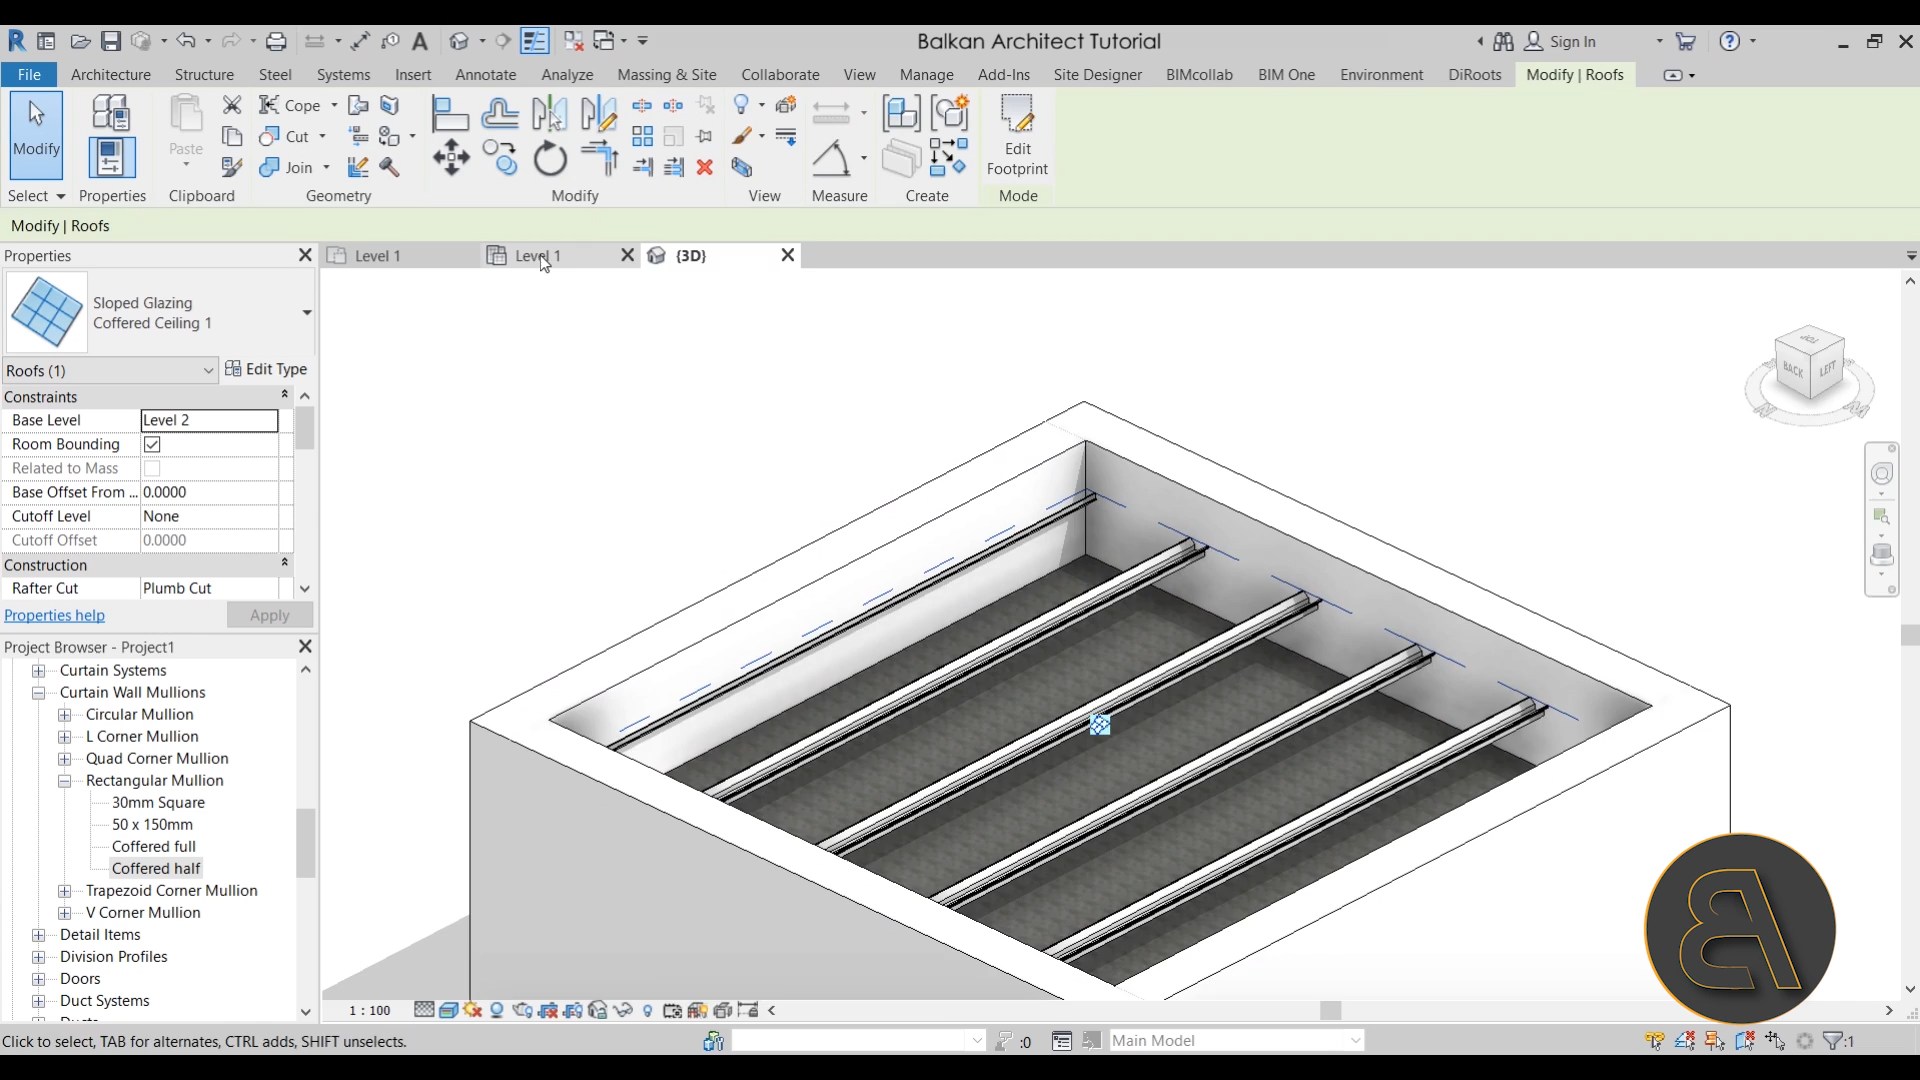 Balkan Architect Tutorial
Sign In
File Architecture Structure Steel Systems Insert Annotate Analyze Massing & Site Collaborate View Manage Add-Ins Site Designer BIMcollab BIM One Environment DiRoots Modify | Roofs
Modify
Paste
Cope
Cut
Join
Edit
Footprint
Select Properties Clipboard Geometry Modify View Measure Create Mode
Modify | Roofs
Properties
Level 1
Level 1
{3D}
Sloped Glazing
Coffered Ceiling 1
Roofs (1)
Edit Type
Constraints
Base Level Level 2
Room Bounding
Related to Mass
Base Offset From ... 0.0000
Cutoff Level None
Cutoff Offset 0.0000
Construction
Rafter Cut Plumb Cut
Properties help
Apply
Project Browser - Project1
Curtain Systems
Curtain Wall Mullions
Circular Mullion
L Corner Mullion
Quad Corner Mullion
Rectangular Mullion
30mm Square
50 x 150mm
Coffered full
Coffered half
Trapezoid Corner Mullion
V Corner Mullion
Detail Items
Division Profiles
Doors
Duct Systems
TOP
BACK
LEFT
1 : 100
Click to select, TAB for alternates, CTRL adds, SHIFT unselects.
:0
Main Model
:1